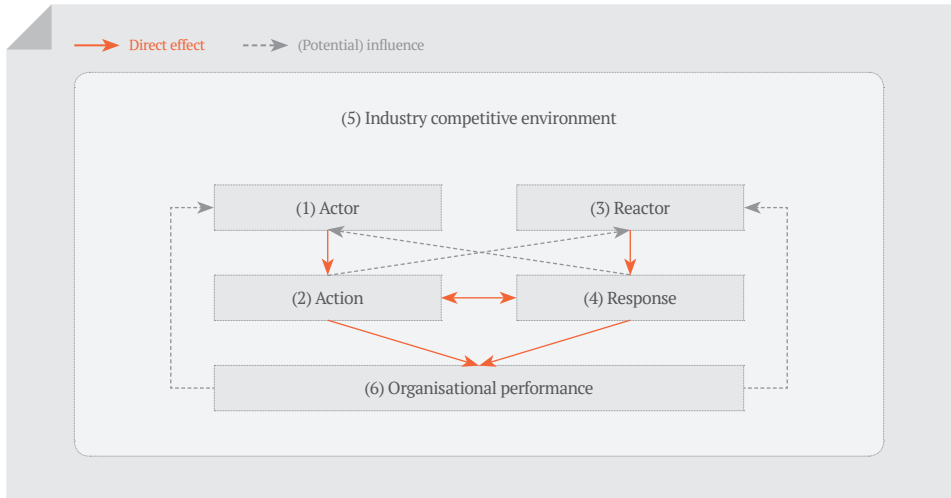 Direct effect
(Potential) influence
(5) Industry competitive environment
(1) Actor
(3) Reactor
(2) Action
(4) Response
(6) Organisational performance